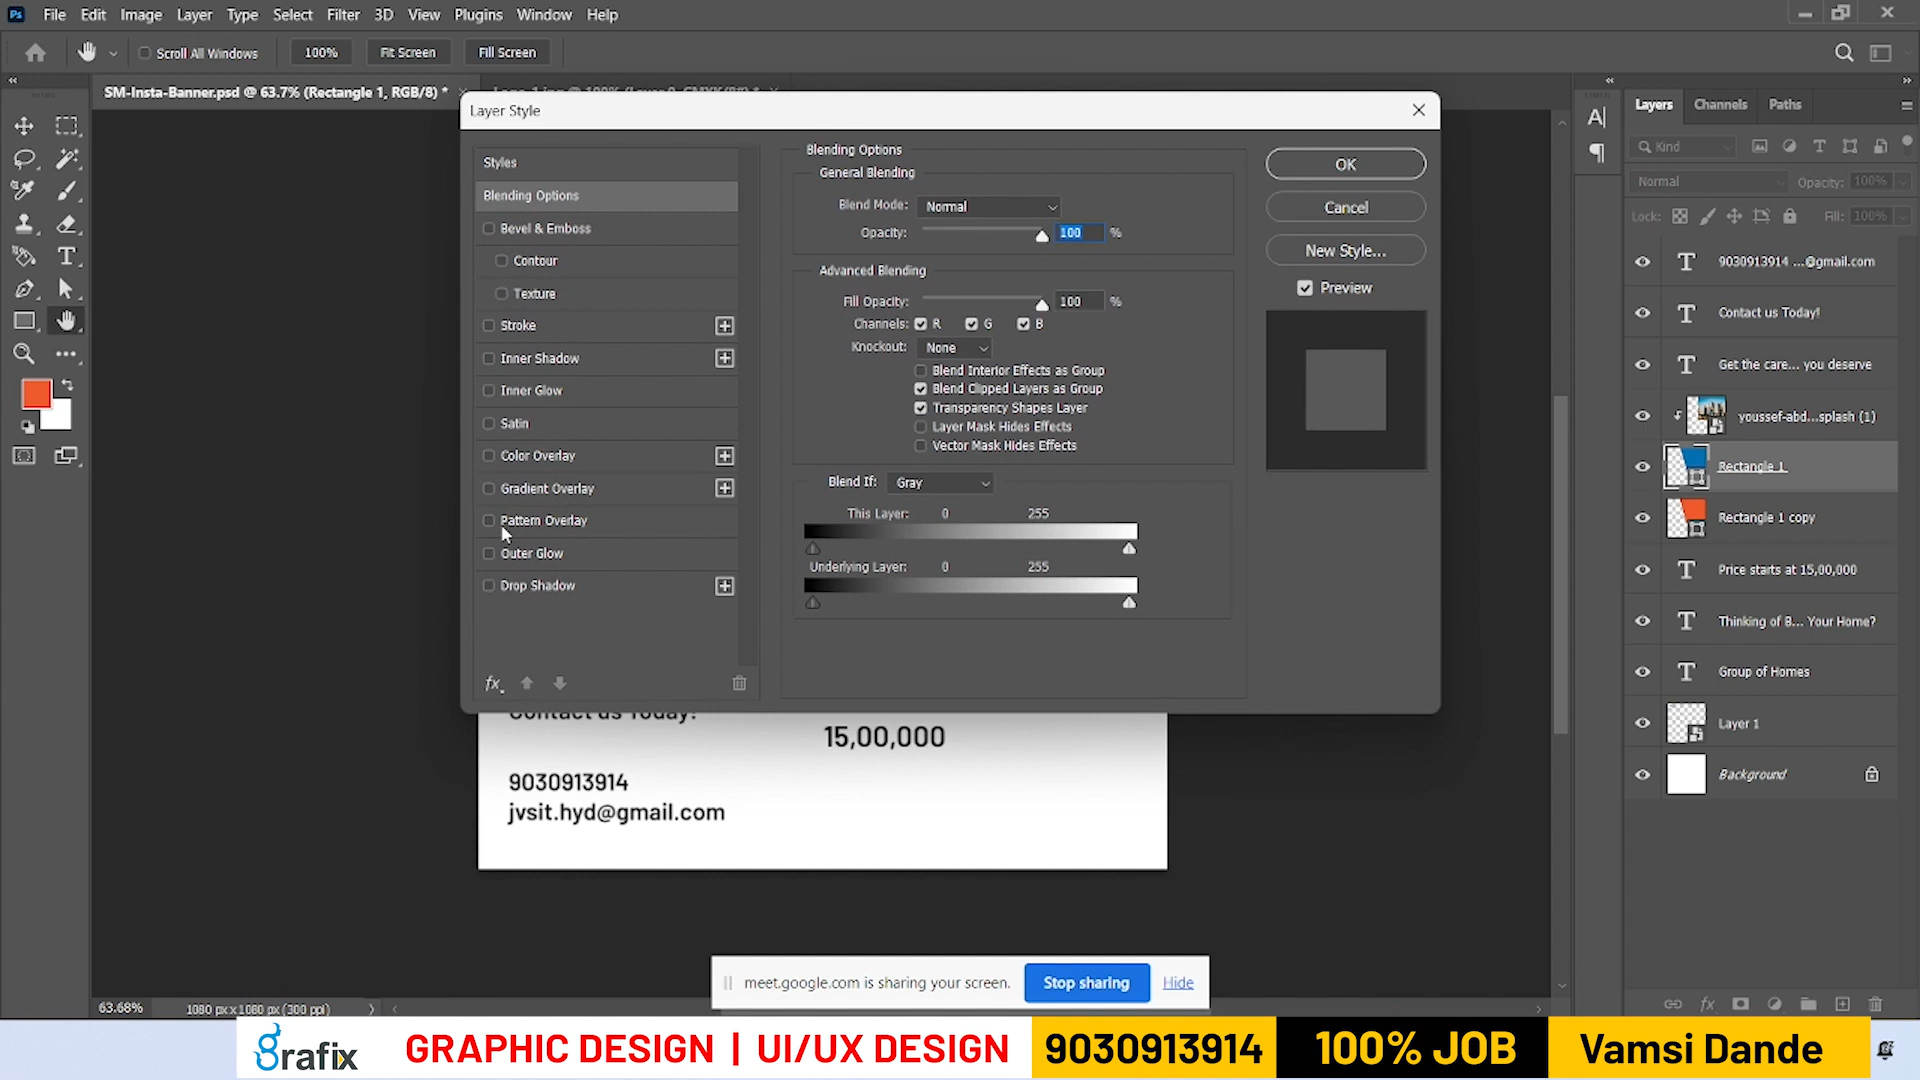 Ps File Edit Image Layer Type Select Filter 3D View Plugins Window Help
Scroll All Windows 100% Fit Screen Fill Screen
SM-Insta-Banner.psd @ 63.7% (Rectangle 1, RGB/8) *
Layer Style
Styles
Blending Options
Bevel & Emboss
Contour
Texture
Stroke
Inner Shadow
Inner Glow
Satin
Color Overlay
Gradient Overlay
Pattern Overlay
Outer Glow
Drop Shadow
fx
Blending Options
General Blending
Blend Mode: Normal
Opacity: 100 %
Advanced Blending
Fill Opacity: 100 %
Channels: R G B
Knockout: None
Blend Interior Effects as Group
Blend Clipped Layers as Group
Transparency Shapes Layer
Layer Mask Hides Effects
Vector Mask Hides Effects
Blend If: Gray
This Layer: 0 255
Underlying Layer: 0 255
OK
Cancel
New Style...
Preview
Layers Channels Paths
Kind
Normal Opacity: 100%
Lock: Fill: 100%
9030913914 ...@gmail.com
Contact us Today!
Get the care... you deserve
youssef-abd...splash (1)
Rectangle 1
Rectangle 1 copy
Price starts at 15,00,000
Thinking of B... Your Home?
Group of Homes
Layer 1
Background
fx
Contact us Today!
15,00,000
9030913914
jvsit.hyd@gmail.com
meet.google.com is sharing your screen. Stop sharing Hide
63.68% 1080 px x 1080 px (300 ppi)
grafix GRAPHIC DESIGN | UI/UX DESIGN 9030913914 100% JOB Vamsi Dande